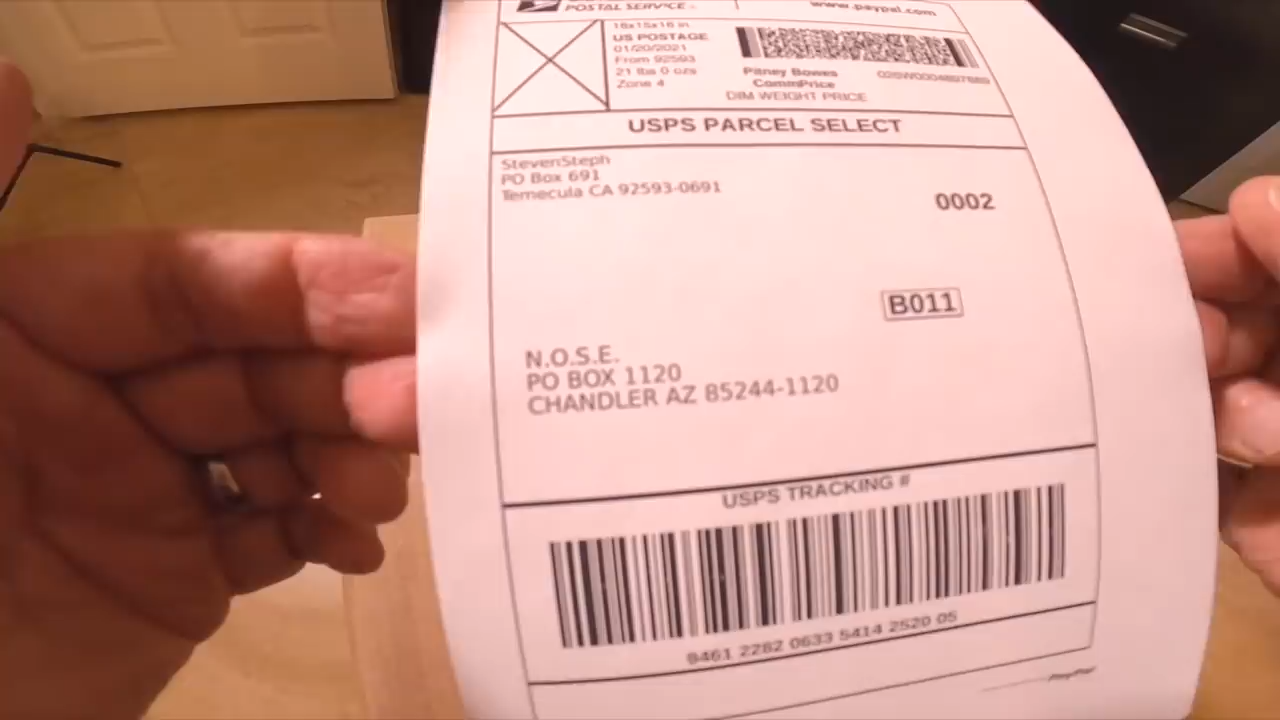 POSTAL SERVICE.
www.paypal.com
16x15x16 in
US POSTAGE
01/20/2021
From 92593
21 lbs 0 ozs
Zone 4
Pitney Bowes
CommPrice
DIM WEIGHT PRICE
USPS PARCEL SELECT
StevenSteph
PO Box 691
Temecula CA 92593-0691
0002
B011
N.O.S.E.
PO BOX 1120
CHANDLER AZ 85244-1120
USPS TRACKING #
9461 2282 0633 5414 2520 05
PayPal